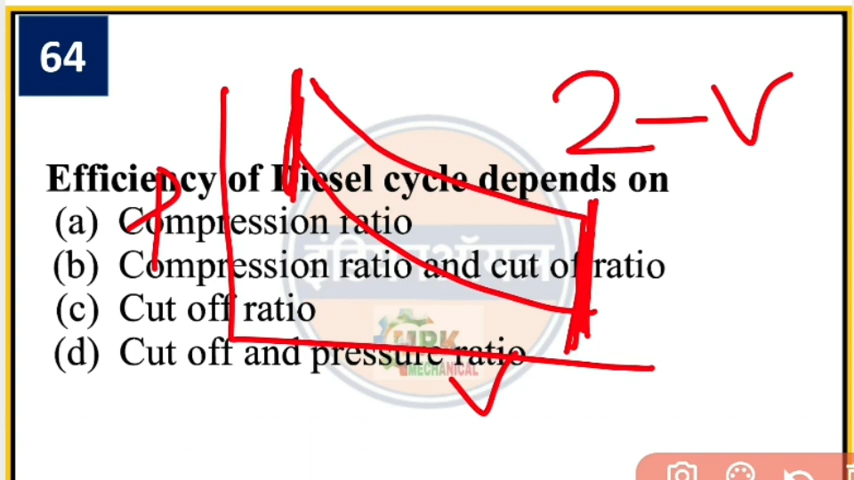 64
2-V
Efficiency of Diesel cycle depends on
P
(a) Compression ratio
(b) Compression ratio and cut off ratio
(c) Cut off ratio
(d) Cut off and pressure ratio
MECHANICAL
V